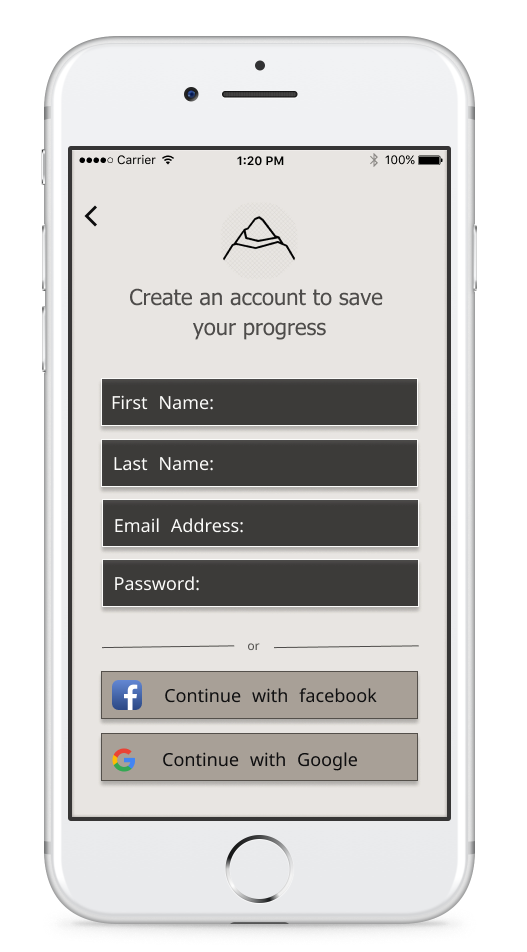 Carrier 1:20 PM 100%
Create an account to save
your progress
First Name:
Last Name:
Email Address:
Password:
or
Continue with facebook
Continue with Google